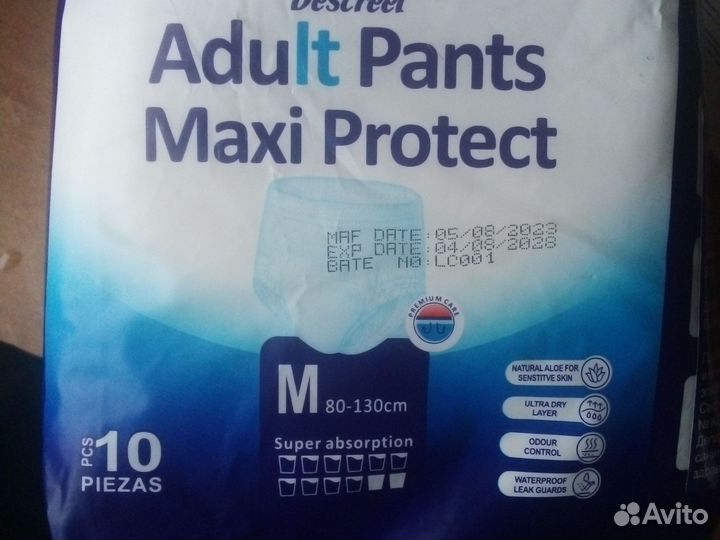 Descreet
Adult Pants
Maxi Protect
MAF DATE:05/08/2023
EXP DATE:04/08/2028
BATE NO:LC001
PREMIUM CARE
M 80-130cm
Super absorption
PCS 10
PIEZAS
NATURAL ALOE FOR
SENSITTVE SKIN
ULTRA DRY
LAYER
ODOUR
CONTROL
WATERPROOF
LEAK GUARDS
Avito